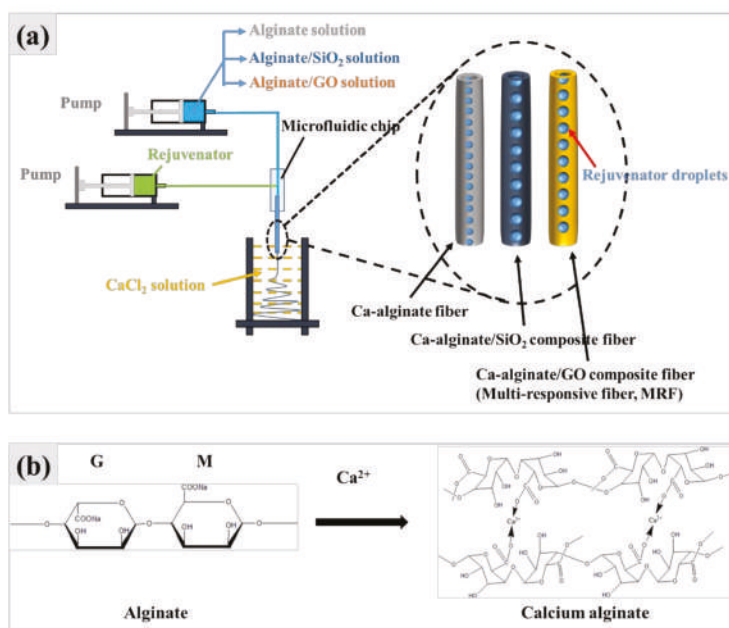 (a)
Alginate solution
Alginate/SiO₂ solution
Alginate/GO solution
Pump
Microfluidic chip
Rejuvenator
Pump
Rejuvenator droplets
CaCl₂ solution
Ca-alginate fiber
Ca-alginate/SiO₂ composite fiber
Ca-alginate/GO composite fiber
(Multi-responsive fiber, MRF)
(b)
G
M
Ca²⁺
COONa
COONa
OH
OH
OH
OH
Ca²⁺
Ca²⁺
Alginate
Calcium alginate